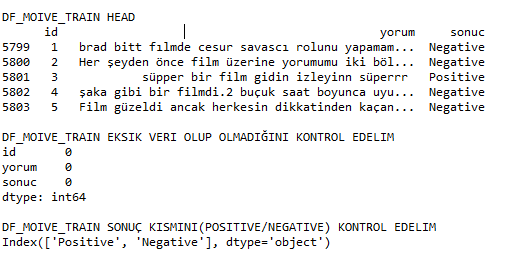 DF_MOIVE_TRAIN HEAD
id yorum sonuc
5799 1 brad bitt fılmde cesur savascı rolunu yapamam... Negative
5800 2 Her şeyden önce film üzerine yorumumu iki böl... Negative
5801 3 süpper bir film gidin izleyinn süperrr Positive
5802 4 şaka gibi bir filmdi.2 buçuk saat boyunca uyu... Negative
5803 5 Film güzeldi ancak herkesin dikkatinden kaçan... Negative
DF_MOIVE_TRAIN EKSIK VERI OLUP OLMADIĞINI KONTROL EDELIM
id 0
yorum 0
sonuc 0
dtype: int64
DF_MOIVE_TRAIN SONUÇ KISMINI(POSITIVE/NEGATIVE) KONTROL EDELIM
Index(['Positive', 'Negative'], dtype='object')